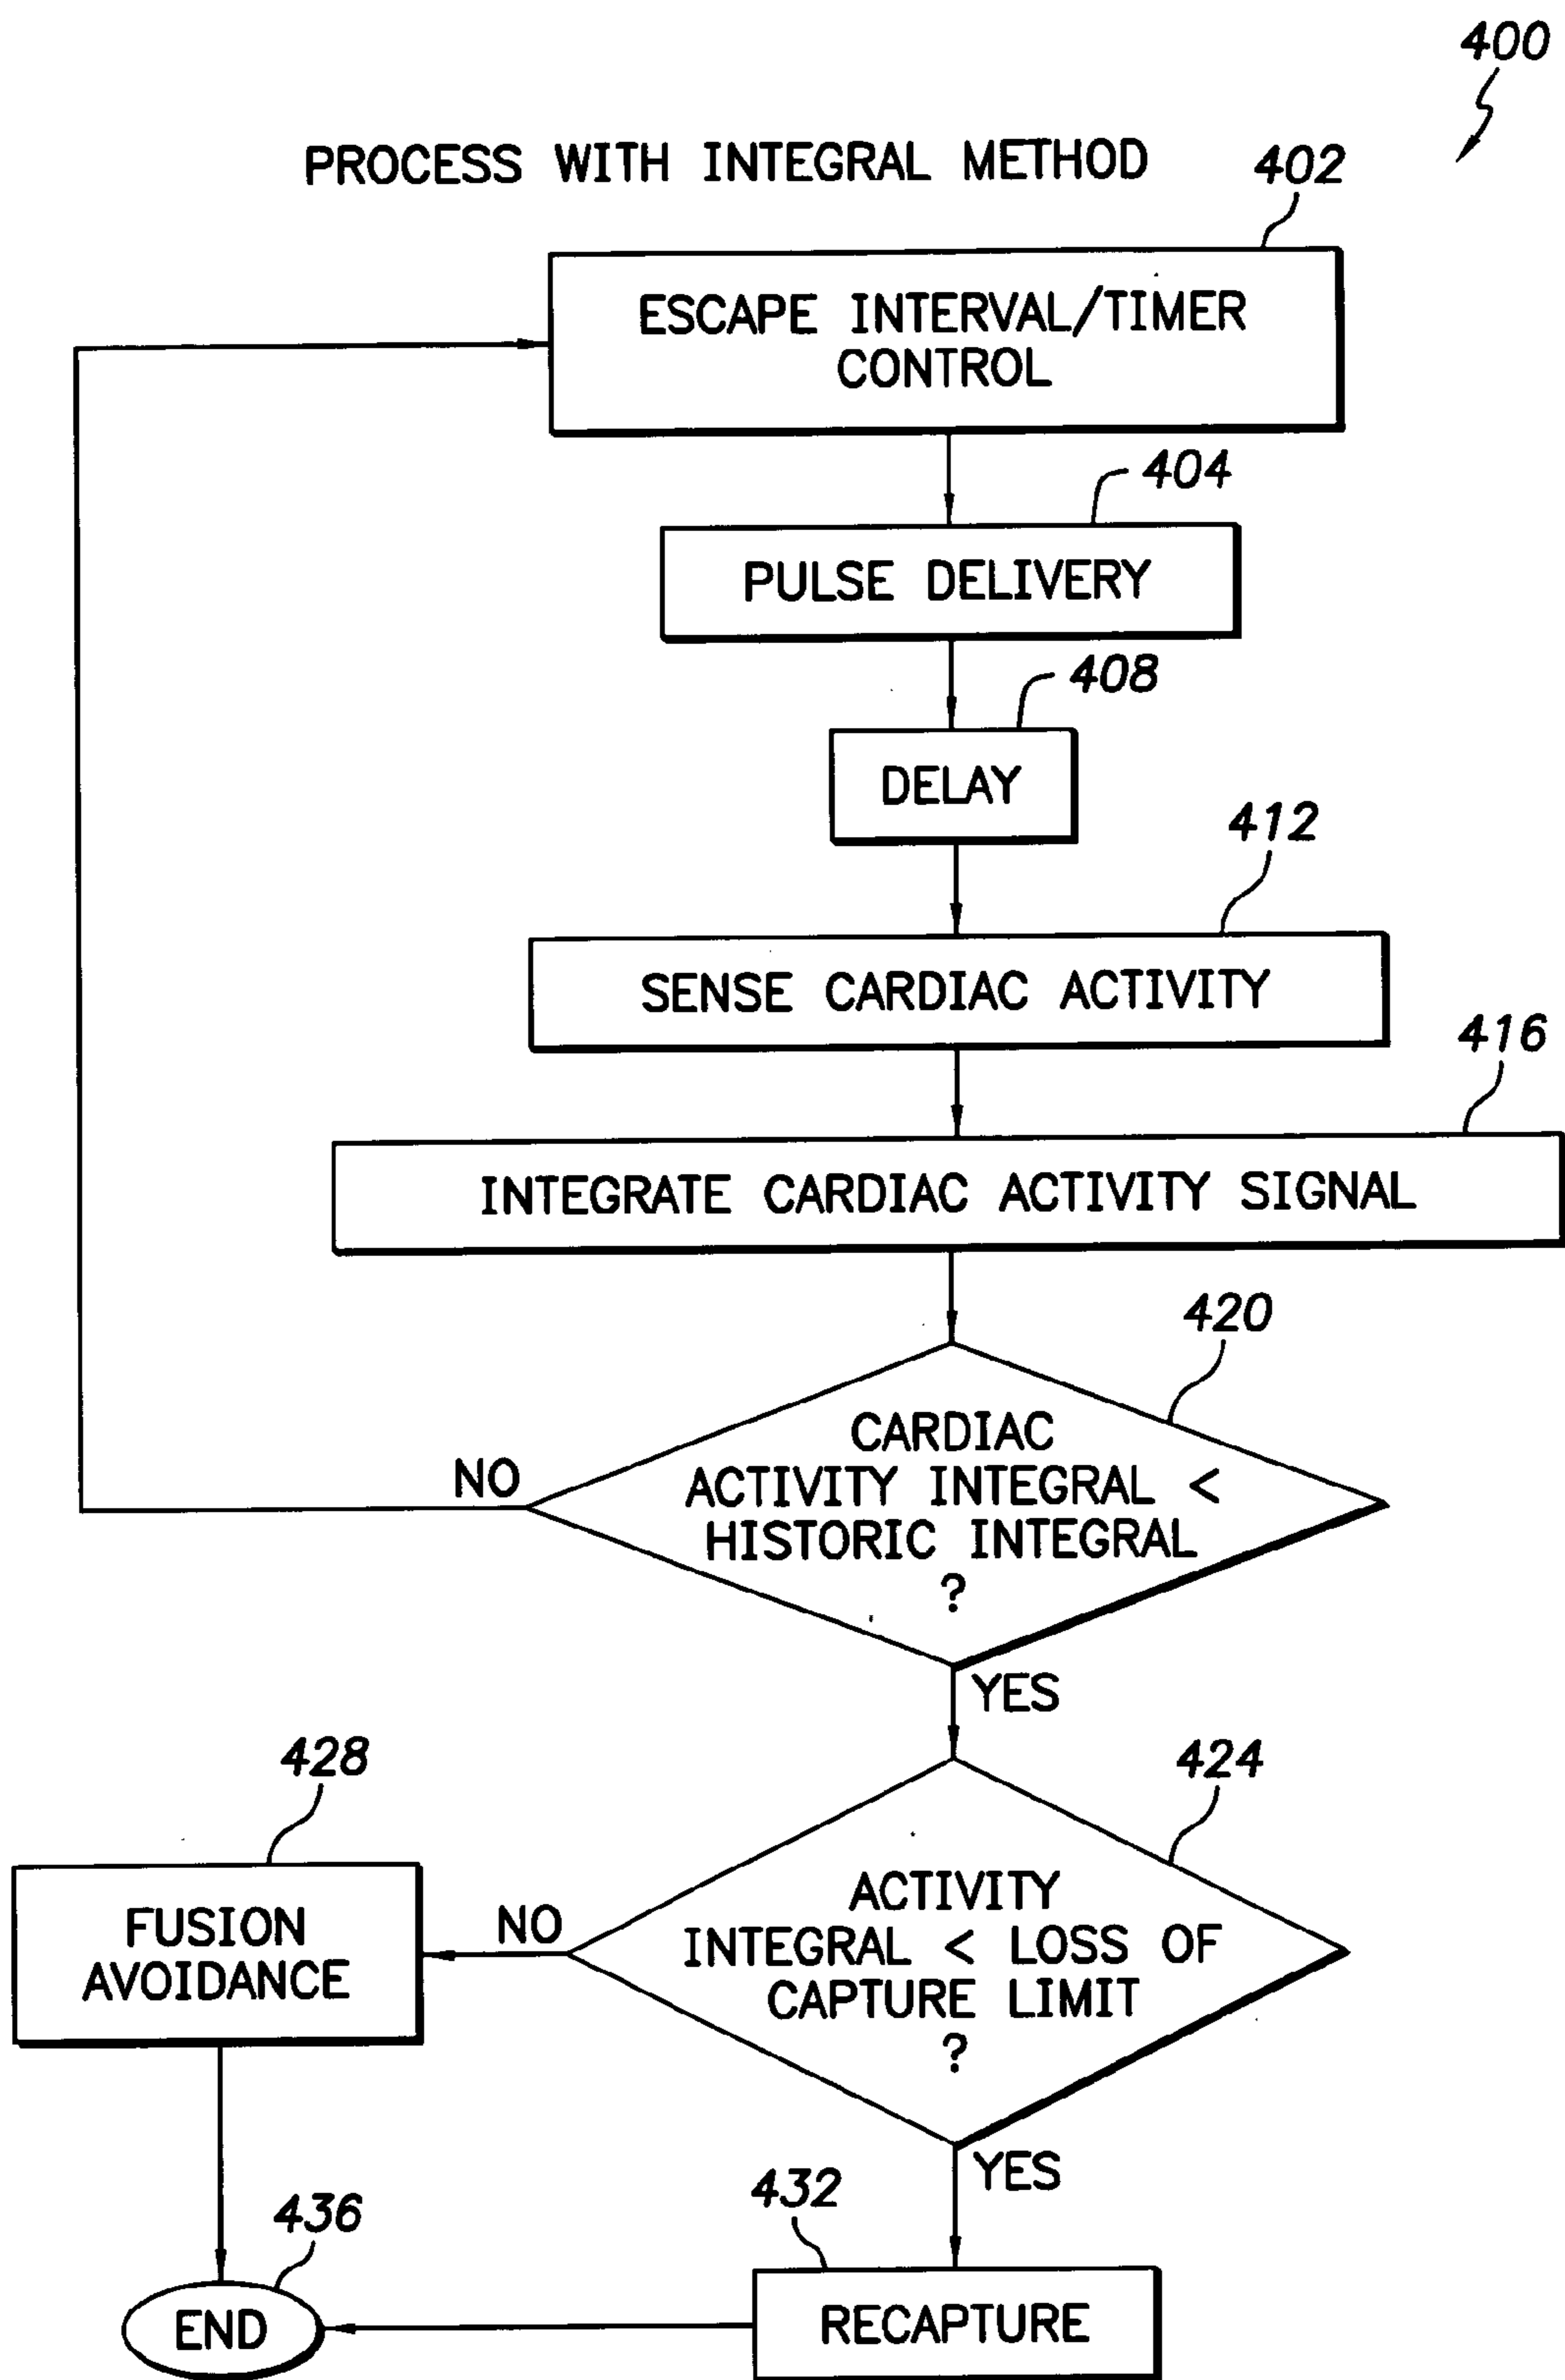 400
PROCESS WITH INTEGRAL METHOD
402
ESCAPE INTERVAL/TIMER
CONTROL
404
PULSE DELIVERY
408
DELAY
412
SENSE CARDIAC ACTIVITY
416
INTEGRATE CARDIAC ACTIVITY SIGNAL
420
CARDIAC
ACTIVITY INTEGRAL <
HISTORIC INTEGRAL
?
NO
YES
424
ACTIVITY
INTEGRAL < LOSS OF
CAPTURE LIMIT
?
NO
428
FUSION
AVOIDANCE
YES
432
RECAPTURE
436
END